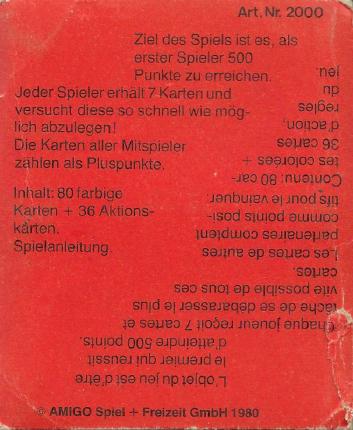 Art. Nr. 2000
Ziel des Spiels ist es, als
erster Spieler 500
Punkte zu erreichen.
Jeder Spieler erhält 7 Karten und
versucht diese so schnell wie mög-
lich abzulegen!
Die Karten aller Mitspieler
zählen als Pluspunkte.
Inhalt: 80 farbige
Karten + 36 Aktions-
karten.
Spielanleitung.
L'objet du jeu est d'être
le premier qui reussit
d'atteindre 500 points.
Chaque joueur reçoit 7 cartes et
tâche de se débarasser le plus
vite possible de tous ces
cartes.
Les cartes de autres
partenaires comptent
comme points posi-
tifs pour le vainquer.
Contenu: 80 car-
tes colorées +
36 cartes
d'action,
regles
du
jeu.
© AMIGO Spiel + Freizeit GmbH 1980